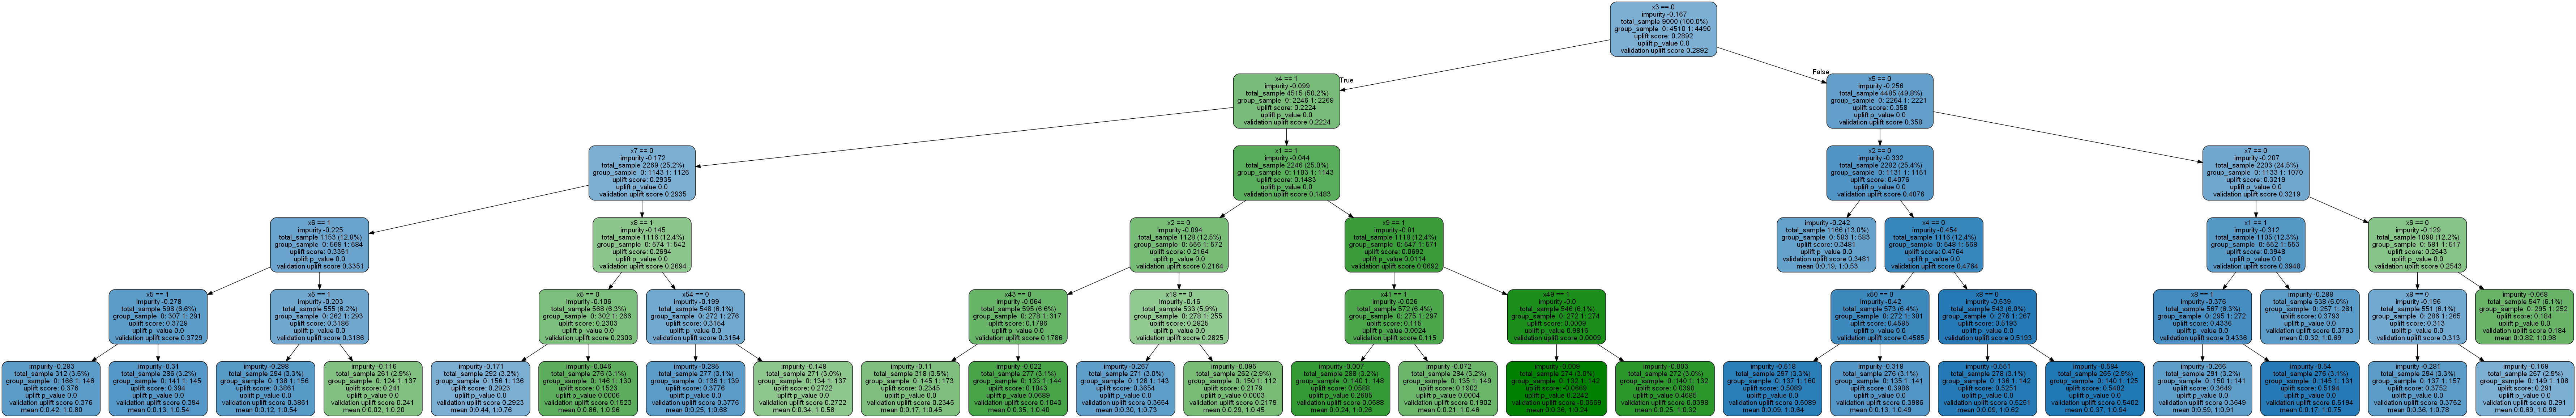 x3 == 0
impurity -0.167
total_sample 9000 (100.0%)
group_sample 0: 4510 1: 4490
uplift score: 0.2892
uplift p_value 0.0
validation uplift score 0.2892
True
False
x4 == 1
impurity -0.099
total_sample 4515 (50.2%)
group_sample 0: 2246 1: 2269
uplift score: 0.2224
uplift p_value 0.0
validation uplift score 0.2224
x5 == 0
impurity -0.256
total_sample 4485 (49.8%)
group_sample 0: 2264 1: 2221
uplift score: 0.358
uplift p_value 0.0
validation uplift score 0.358
x7 == 0
impurity -0.172
total_sample 2269 (25.2%)
group_sample 0: 1143 1: 1126
uplift score: 0.2935
uplift p_value 0.0
validation uplift score 0.2935
x1 == 1
impurity -0.044
total_sample 2246 (25.0%)
group_sample 0: 1103 1: 1143
uplift score: 0.1483
uplift p_value 0.0
validation uplift score 0.1483
x2 == 0
impurity -0.332
total_sample 2282 (25.4%)
group_sample 0: 1131 1: 1151
uplift score: 0.4076
uplift p_value 0.0
validation uplift score 0.4076
x7 == 0
impurity -0.207
total_sample 2203 (24.5%)
group_sample 0: 1133 1: 1070
uplift score: 0.3219
uplift p_value 0.0
validation uplift score 0.3219
x6 == 1
impurity -0.225
total_sample 1153 (12.8%)
group_sample 0: 569 1: 584
uplift score: 0.3351
uplift p_value 0.0
validation uplift score 0.3351
x8 == 1
impurity -0.145
total_sample 1116 (12.4%)
group_sample 0: 574 1: 542
uplift score: 0.2694
uplift p_value 0.0
validation uplift score 0.2694
x2 == 0
impurity -0.094
total_sample 1128 (12.5%)
group_sample 0: 556 1: 572
uplift score: 0.2164
uplift p_value 0.0
validation uplift score 0.2164
x9 == 1
impurity -0.01
total_sample 1118 (12.4%)
group_sample 0: 547 1: 571
uplift score: 0.0692
uplift p_value 0.0114
validation uplift score 0.0692
impurity -0.242
total_sample 1166 (13.0%)
group_sample 0: 583 1: 583
uplift score: 0.3481
uplift p_value 0.0
validation uplift score 0.3481
mean 0:0.19, 1:0.53
x4 == 0
impurity -0.454
total_sample 1116 (12.4%)
group_sample 0: 548 1: 568
uplift score: 0.4764
uplift p_value 0.0
validation uplift score 0.4764
x1 == 1
impurity -0.312
total_sample 1105 (12.3%)
group_sample 0: 552 1: 553
uplift score: 0.3948
uplift p_value 0.0
validation uplift score 0.3948
x6 == 0
impurity -0.129
total_sample 1098 (12.2%)
group_sample 0: 581 1: 517
uplift score: 0.2543
uplift p_value 0.0
validation uplift score 0.2543
x5 == 1
impurity -0.278
total_sample 598 (6.6%)
group_sample 0: 307 1: 291
uplift score: 0.3729
uplift p_value 0.0
validation uplift score 0.3729
x5 == 1
impurity -0.203
total_sample 555 (6.2%)
group_sample 0: 262 1: 293
uplift score: 0.3186
uplift p_value 0.0
validation uplift score 0.3186
x5 == 0
impurity -0.106
total_sample 568 (6.3%)
group_sample 0: 302 1: 266
uplift score: 0.2303
uplift p_value 0.0
validation uplift score 0.2303
x54 == 0
impurity -0.199
total_sample 548 (6.1%)
group_sample 0: 272 1: 276
uplift score: 0.3154
uplift p_value 0.0
validation uplift score 0.3154
x43 == 0
impurity -0.064
total_sample 595 (6.6%)
group_sample 0: 278 1: 317
uplift score: 0.1786
uplift p_value 0.0
validation uplift score 0.1786
x18 == 0
impurity -0.16
total_sample 533 (5.9%)
group_sample 0: 278 1: 255
uplift score: 0.2825
uplift p_value 0.0
validation uplift score 0.2825
x41 == 1
impurity -0.026
total_sample 572 (6.4%)
group_sample 0: 275 1: 297
uplift score: 0.115
uplift p_value 0.0024
validation uplift score 0.115
x49 == 1
impurity -0.0
total_sample 546 (6.1%)
group_sample 0: 272 1: 274
uplift score: 0.0009
uplift p_value 0.9816
validation uplift score 0.0009
x50 == 0
impurity -0.42
total_sample 573 (6.4%)
group_sample 0: 272 1: 301
uplift score: 0.4585
uplift p_value 0.0
validation uplift score 0.4585
x8 == 0
impurity -0.539
total_sample 543 (6.0%)
group_sample 0: 276 1: 267
uplift score: 0.5193
uplift p_value 0.0
validation uplift score 0.5193
x8 == 1
impurity -0.376
total_sample 567 (6.3%)
group_sample 0: 295 1: 272
uplift score: 0.4336
uplift p_value 0.0
validation uplift score 0.4336
impurity -0.288
total_sample 538 (6.0%)
group_sample 0: 257 1: 281
uplift score: 0.3793
uplift p_value 0.0
validation uplift score 0.3793
mean 0:0.32, 1:0.69
x8 == 0
impurity -0.196
total_sample 551 (6.1%)
group_sample 0: 286 1: 265
uplift score: 0.313
uplift p_value 0.0
validation uplift score 0.313
impurity -0.068
total_sample 547 (6.1%)
group_sample 0: 295 1: 252
uplift score: 0.184
uplift p_value 0.0
validation uplift score 0.184
mean 0:0.82, 1:0.98
impurity -0.283
total_sample 312 (3.5%)
group_sample 0: 166 1: 146
uplift score: 0.376
uplift p_value 0.0
validation uplift score 0.376
mean 0:0.42, 1:0.80
impurity -0.31
total_sample 286 (3.2%)
group_sample 0: 141 1: 145
uplift score: 0.394
uplift p_value 0.0
validation uplift score 0.394
mean 0:0.13, 1:0.54
impurity -0.298
total_sample 294 (3.3%)
group_sample 0: 138 1: 156
uplift score: 0.3861
uplift p_value 0.0
validation uplift score 0.3861
mean 0:0.12, 1:0.54
impurity -0.116
total_sample 261 (2.9%)
group_sample 0: 124 1: 137
uplift score: 0.241
uplift p_value 0.0
validation uplift score 0.241
mean 0:0.02, 1:0.20
impurity -0.171
total_sample 292 (3.2%)
group_sample 0: 156 1: 136
uplift score: 0.2923
uplift p_value 0.0
validation uplift score 0.2923
mean 0:0.44, 1:0.76
impurity -0.046
total_sample 276 (3.1%)
group_sample 0: 146 1: 130
uplift score: 0.1523
uplift p_value 0.0006
validation uplift score 0.1523
mean 0:0.86, 1:0.96
impurity -0.285
total_sample 277 (3.1%)
group_sample 0: 138 1: 139
uplift score: 0.3776
uplift p_value 0.0
validation uplift score 0.3776
mean 0:0.25, 1:0.68
impurity -0.148
total_sample 271 (3.0%)
group_sample 0: 134 1: 137
uplift score: 0.2722
uplift p_value 0.0
validation uplift score 0.2722
mean 0:0.34, 1:0.58
impurity -0.11
total_sample 318 (3.5%)
group_sample 0: 145 1: 173
uplift score: 0.2345
uplift p_value 0.0
validation uplift score 0.2345
mean 0:0.17, 1:0.45
impurity -0.022
total_sample 277 (3.1%)
group_sample 0: 133 1: 144
uplift score: 0.1043
uplift p_value 0.0689
validation uplift score 0.1043
mean 0:0.35, 1:0.40
impurity -0.267
total_sample 271 (3.0%)
group_sample 0: 128 1: 143
uplift score: 0.3654
uplift p_value 0.0
validation uplift score 0.3654
mean 0:0.30, 1:0.73
impurity -0.095
total_sample 262 (2.9%)
group_sample 0: 150 1: 112
uplift score: 0.2179
uplift p_value 0.0003
validation uplift score 0.2179
mean 0:0.29, 1:0.45
impurity -0.007
total_sample 288 (3.2%)
group_sample 0: 140 1: 148
uplift score: 0.0588
uplift p_value 0.2605
validation uplift score 0.0588
mean 0:0.24, 1:0.26
impurity -0.072
total_sample 284 (3.2%)
group_sample 0: 135 1: 149
uplift score: 0.1902
uplift p_value 0.0004
validation uplift score 0.1902
mean 0:0.21, 1:0.46
impurity -0.009
total_sample 274 (3.0%)
group_sample 0: 132 1: 142
uplift score: -0.0669
uplift p_value 0.2242
validation uplift score -0.0669
1:0.24
impurity -0.003
total_sample 272 (3.0%)
group_sample 0: 140 1: 132
uplift score: 0.0398
uplift p_value 0.4685
validation uplift score 0.0398
mean 0:0.25, 1:0.32
impurity -0.518
total_sample 297 (3.3%)
group_sample 0: 137 1: 160
uplift score: 0.5089
uplift p_value 0.0
validation uplift score 0.5089
mean 0:0.09, 1:0.64
impurity -0.318
total_sample 276 (3.1%)
group_sample 0: 135 1: 141
uplift score: 0.3986
uplift p_value 0.0
validation uplift score 0.3986
mean 0:0.13, 1:0.49
impurity -0.551
total_sample 278 (3.1%)
group_sample 0: 136 1: 142
uplift score: 0.5251
uplift p_value 0.0
validation uplift score 0.5251
mean 0:0.09, 1:0.62
impurity -0.564
total_sample 265 (2.9%)
group_sample 0: 140 1: 125
uplift score: 0.5402
uplift p_value 0.0
validation uplift score 0.5402
mean 0:0.37, 1:0.94
impurity -0.266
total_sample 291 (3.2%)
group_sample 0: 150 1: 141
uplift score: 0.3649
uplift p_value 0.0
validation uplift score 0.3649
mean 0:0.59, 1:0.91
impurity -0.54
total_sample 276 (3.1%)
group_sample 0: 145 1: 131
uplift score: 0.5194
uplift p_value 0.0
validation uplift score 0.5194
mean 0:0.17, 1:0.75
impurity -0.281
total_sample 294 (3.3%)
group_sample 0: 137 1: 157
uplift score: 0.3752
uplift p_value 0.0
validation uplift score 0.3752
mean 0:0.36, 1:0.78
impurity -0.169
total_sample 257 (2.9%)
group_sample 0: 149 1: 108
uplift score: 0.291
uplift p_value 0.0
validation uplift score 0.291
mean 0:0.61, 1:0.98